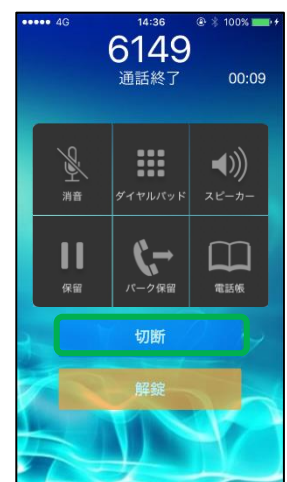 4G 14:36 100%
6149
通話終了 00:09
消音 ダイヤルパッド スピーカー
保留 パーク保留 電話帳
切断
解錠